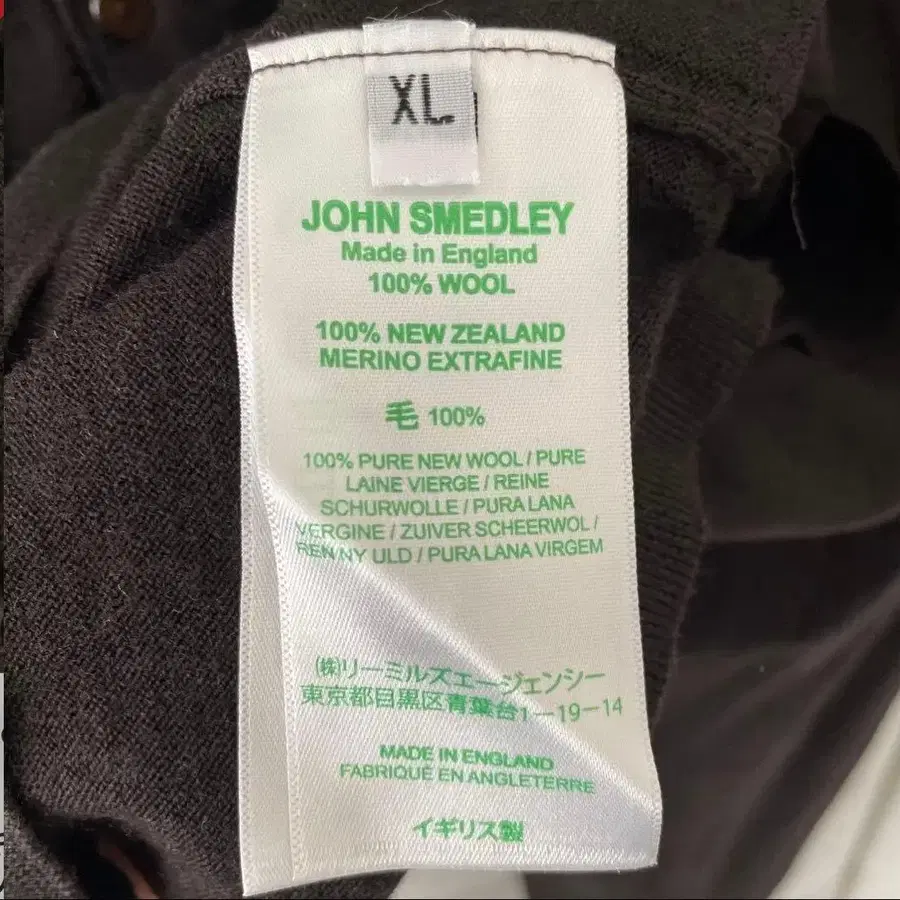 XL
JOHN SMEDLEY
Made in England
100% WOOL
100% NEW ZEALAND
MERINO EXTRAFINE
毛 100%
100% PURE NEW WOOL / PURE
LAINE VIERGE / REINE
SCHURWOLLE / PURA LANA
VERGINE / ZUIVER SCHEERWOL /
REN NY ULD / PURA LANA VIRGEM
(株)リーミルズエージェンシー
東京都目黒区青葉台1-19-14
MADE IN ENGLAND
FABRIQUE EN ANGLETERRE
イギリス製